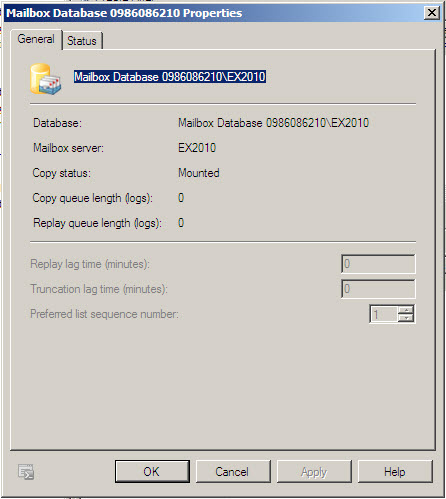 Mailbox Database 0986086210 Properties
General Status
Mailbox Database 0986086210\EX2010
Database: Mailbox Database 0986086210\EX2010
Mailbox server: EX2010
Copy status: Mounted
Copy queue length (logs): 0
Replay queue length (logs): 0
Replay lag time (minutes): 0
Truncation lag time (minutes): 0
Preferred list sequence number: 1
OK Cancel Apply Help